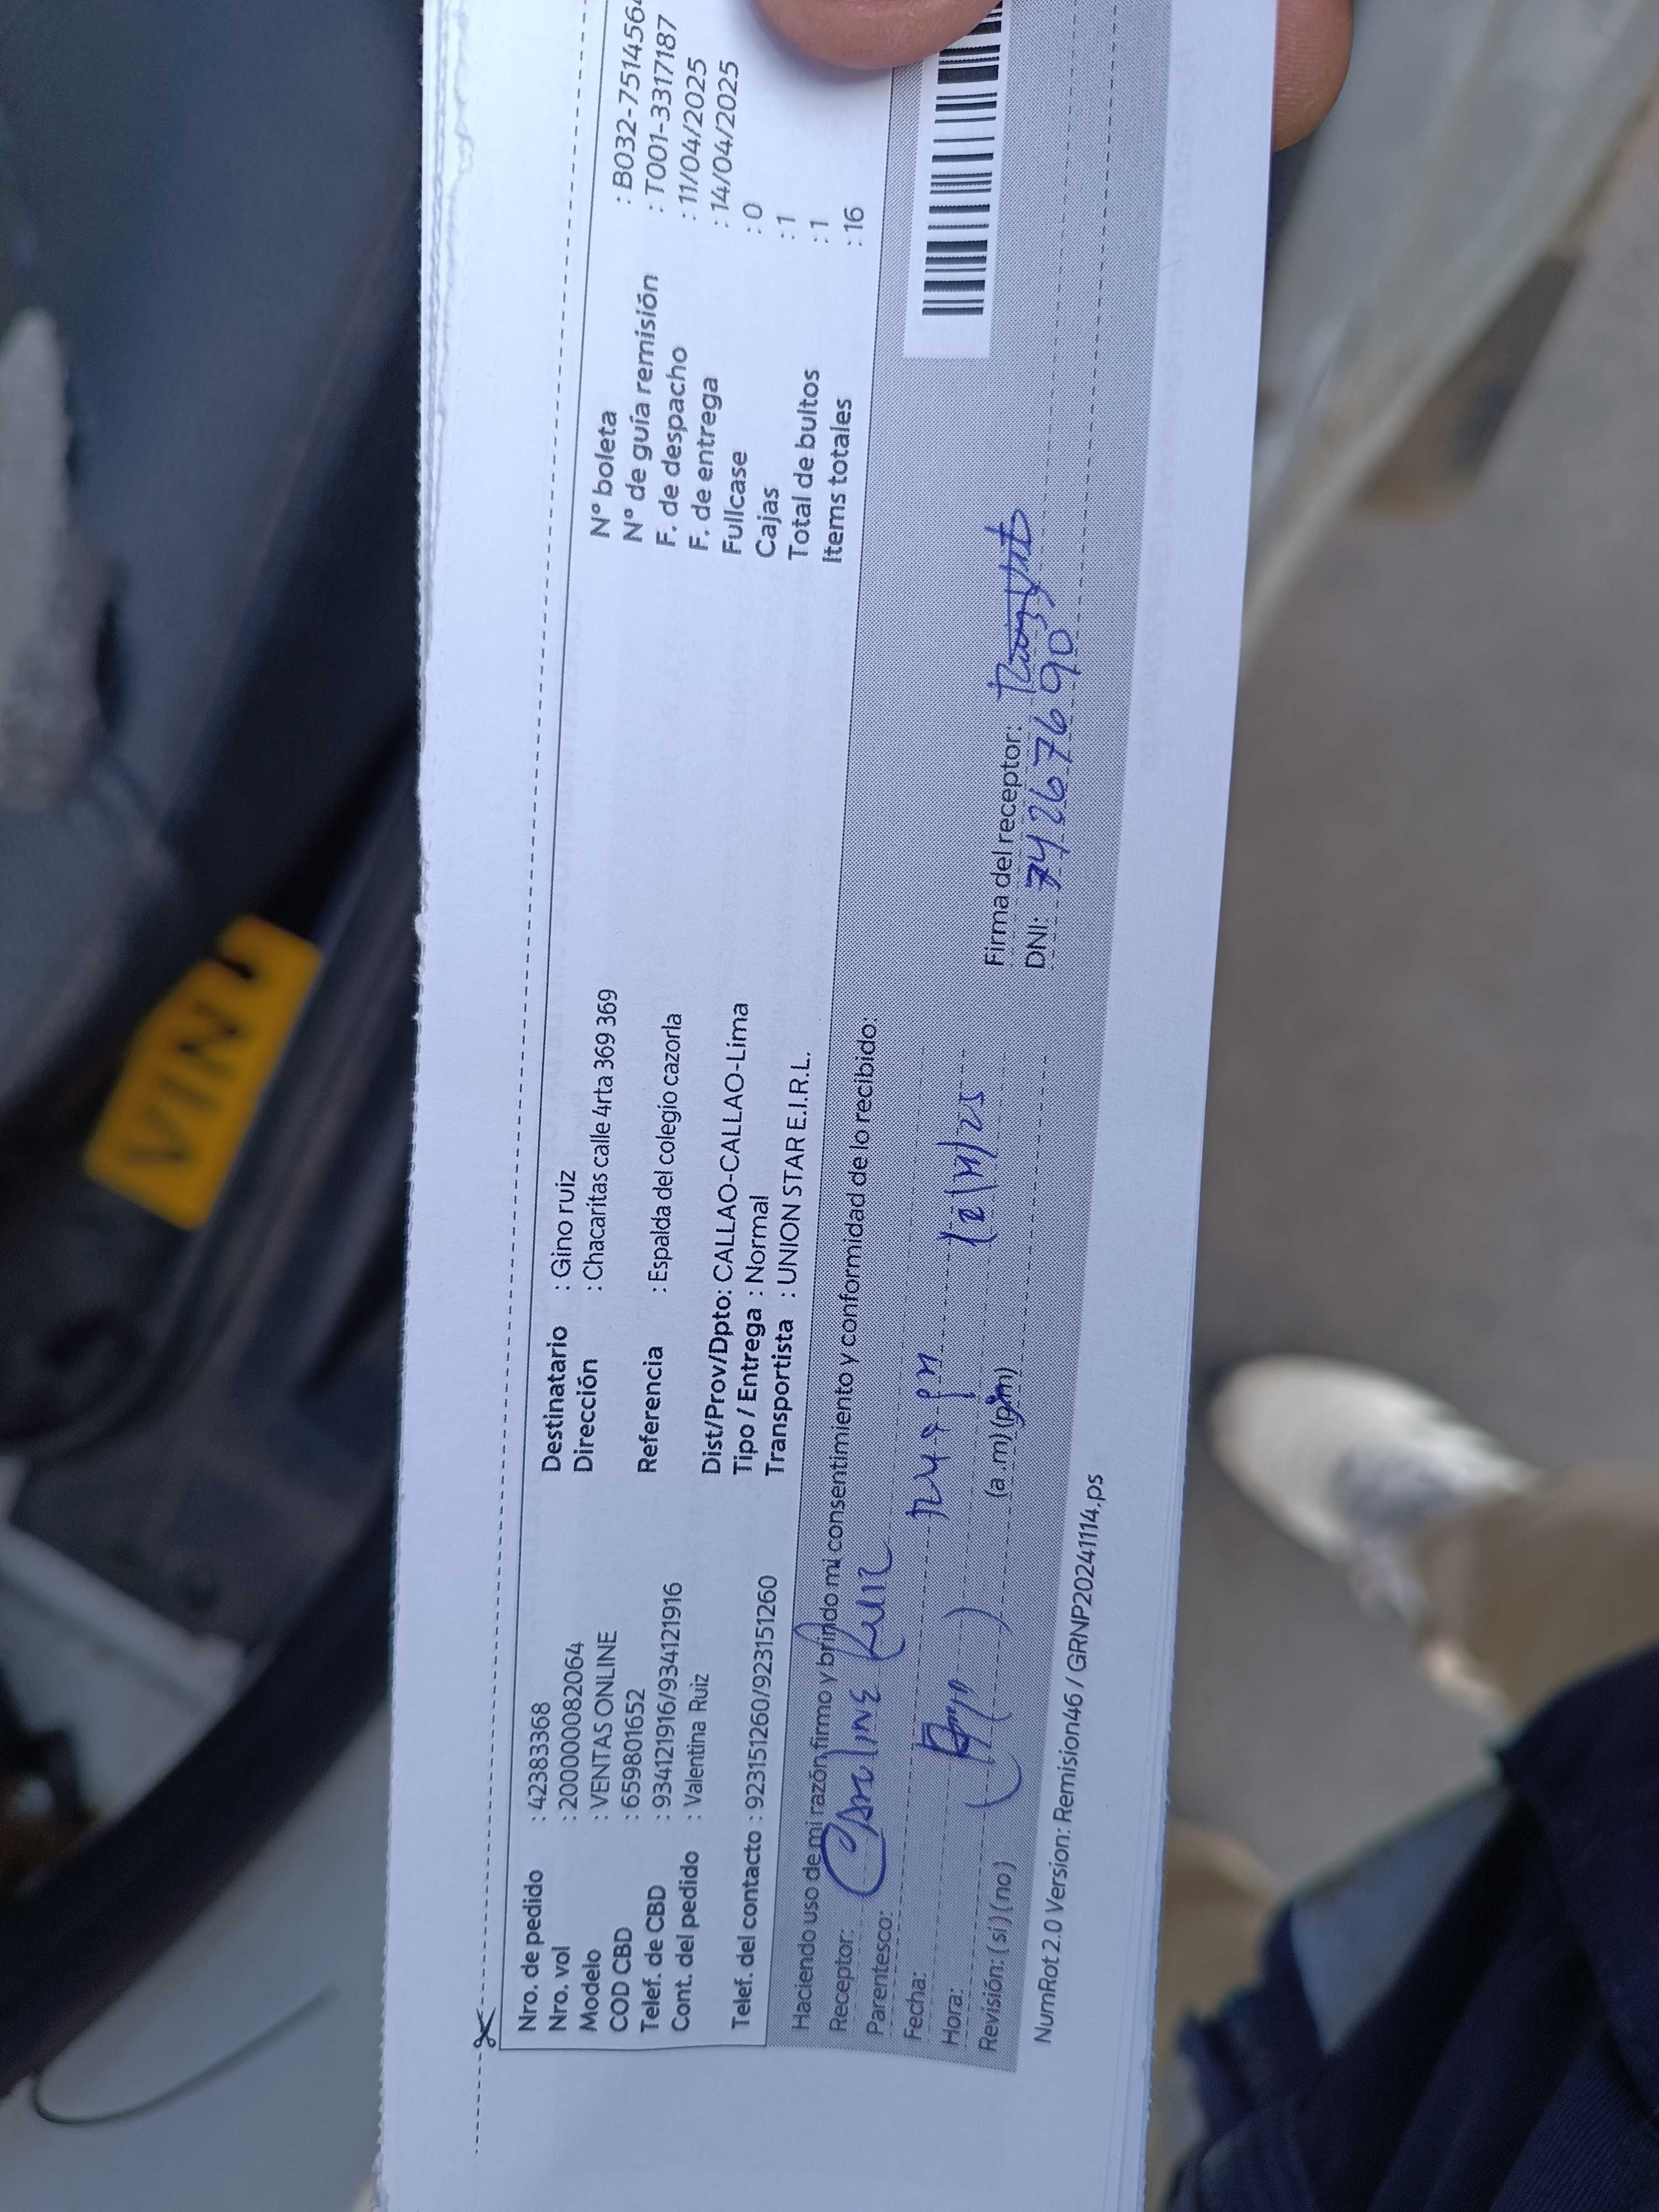 Nro. de pedido : 42383368
Nro. vol : 200000082064
Modelo : VENTAS ONLINE
COD CBD : 659801652
Telef. de CBD : 934121916/934121916
Cont. del pedido : Valentina Ruiz
Telef. del contacto : 923151260/923151260
Destinatario : Gino ruiz
Dirección : Chacaritas calle 4rta 369 369
Referencia : Espalda del colegio cazorla
Dist/Prov/Dpto: CALLAO-CALLAO-Lima
Tipo / Entrega : Normal
Transportista : UNION STAR E.I.R.L.
N° boleta : B032-7514564
N° de guía remisión : T001-3317187
F. de despacho : 11/04/2025
F. de entrega : 14/04/2025
Fullcase : 0
Cajas : 1
Total de bultos : 1
Items totales : 16
Haciendo uso de mi razón, firmo y brindo mi consentimiento y conformidad de lo recibido:
Receptor: Ruiz
Parentesco:
Fecha:
Hora: (a .m) (p.m)
Revisión: (si) (no)
Firma del receptor:
DNI: 74267690
NumRot 2.0 Version: Remision46 / GRNP20241114.ps
VINU